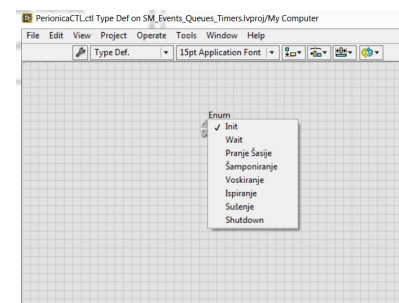 PerionicaCTL.ctl Type Def on SM_Events_Queues_Timers.lvproj/My Computer
File Edit View Project Operate Tools Window Help
Type Def. 15pt Application Font
Enum
✓ Init
Wait
Pranje Šasije
Šamponiranje
Voskiranje
Ispiranje
Sušenje
Shutdown